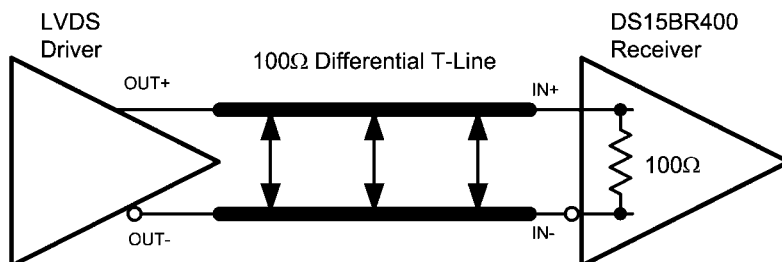 LVDS
Driver
DS15BR400
Receiver
100Ω Differential T-Line
OUT+
IN+
100Ω
OUT-
IN-